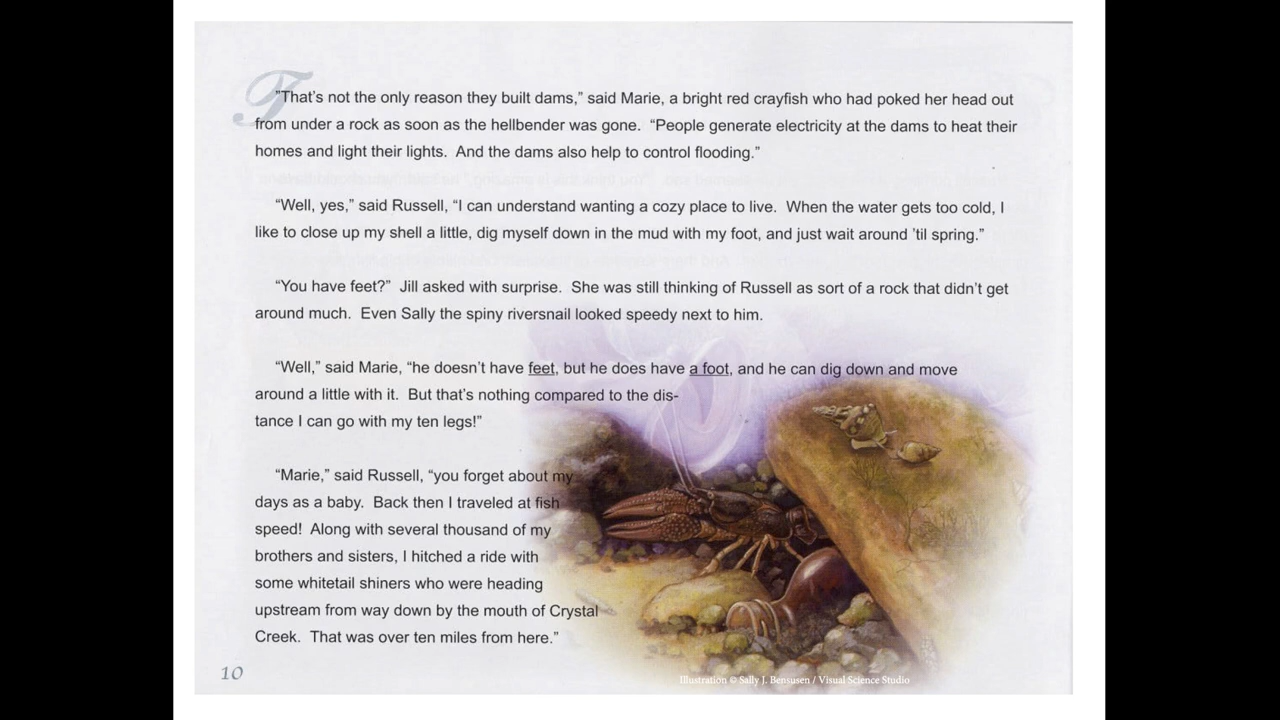 "That's not the only reason they built dams," said Marie, a bright red crayfish who had poked her head out
from under a rock as soon as the hellbender was gone.  "People generate electricity at the dams to heat their
homes and light their lights.  And the dams also help to control flooding."
"Well, yes," said Russell, "I can understand wanting a cozy place to live.  When the water gets too cold, I
like to close up my shell a little, dig myself down in the mud with my foot, and just wait around 'til spring."
"You have feet?"  Jill asked with surprise.  She was still thinking of Russell as sort of a rock that didn't get
around much.  Even Sally the spiny riversnail looked speedy next to him.
"Well," said Marie, "he doesn't have feet, but he does have a foot, and he can dig down and move
around a little with it.  But that's nothing compared to the dis-
tance I can go with my ten legs!"
"Marie," said Russell, "you forget about my
days as a baby.  Back then I traveled at fish
speed!  Along with several thousand of my
brothers and sisters, I hitched a ride with
some whitetail shiners who were heading
upstream from way down by the mouth of Crystal
Creek.  That was over ten miles from here."
10
Illustration © Sally J. Bensusen / Visual Science Studio